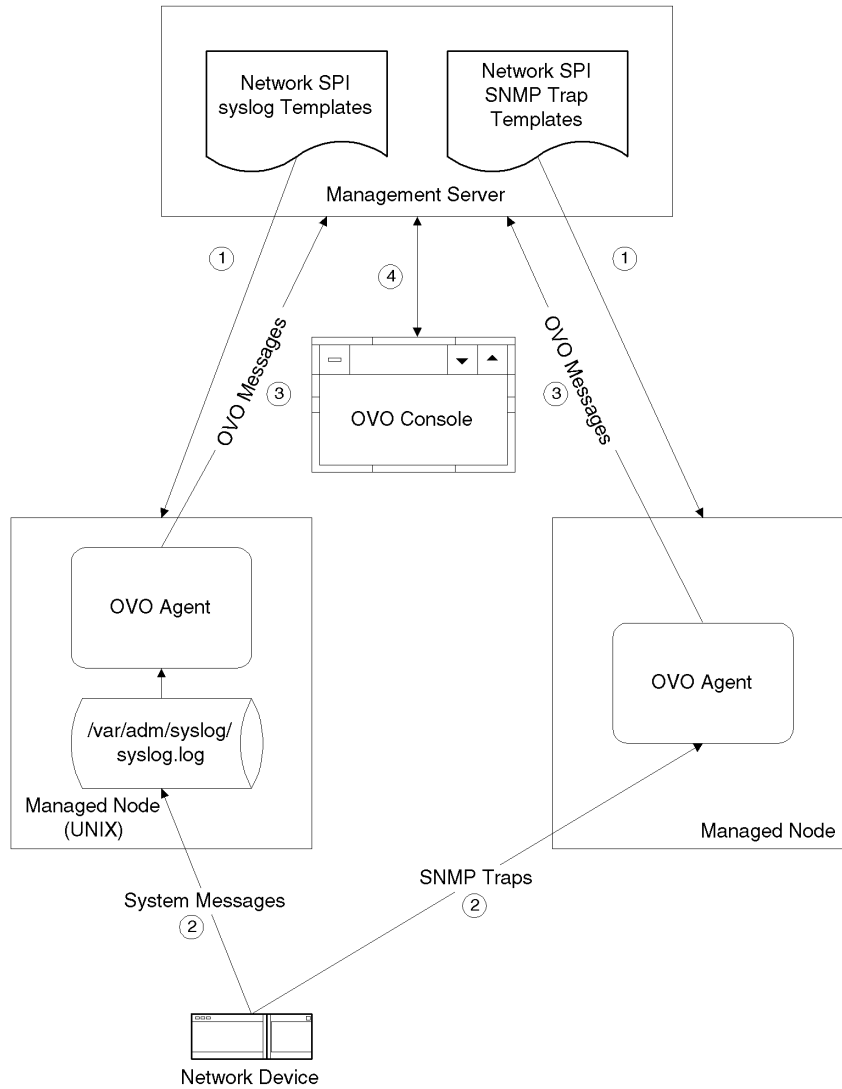 Network SPI
syslog Templates
Network SPI
SNMP Trap
Templates
Management Server
1
4
1
OVO Messages
3
OVO Console
3
OVO Messages
OVO Agent
/var/adm/syslog/
syslog.log
Managed Node
(UNIX)
OVO Agent
Managed Node
System Messages
2
SNMP Traps
2
Network Device